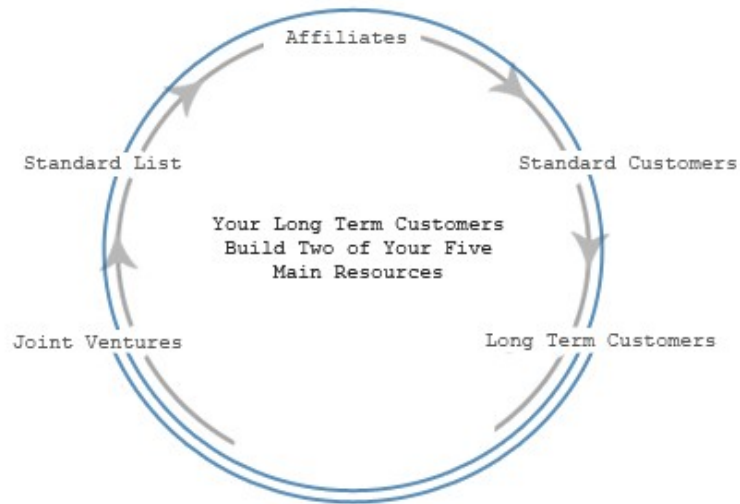 Affiliates
Standard List
Standard Customers
Your Long Term Customers
Build Two of Your Five
Main Resources
Joint Ventures
Long Term Customers